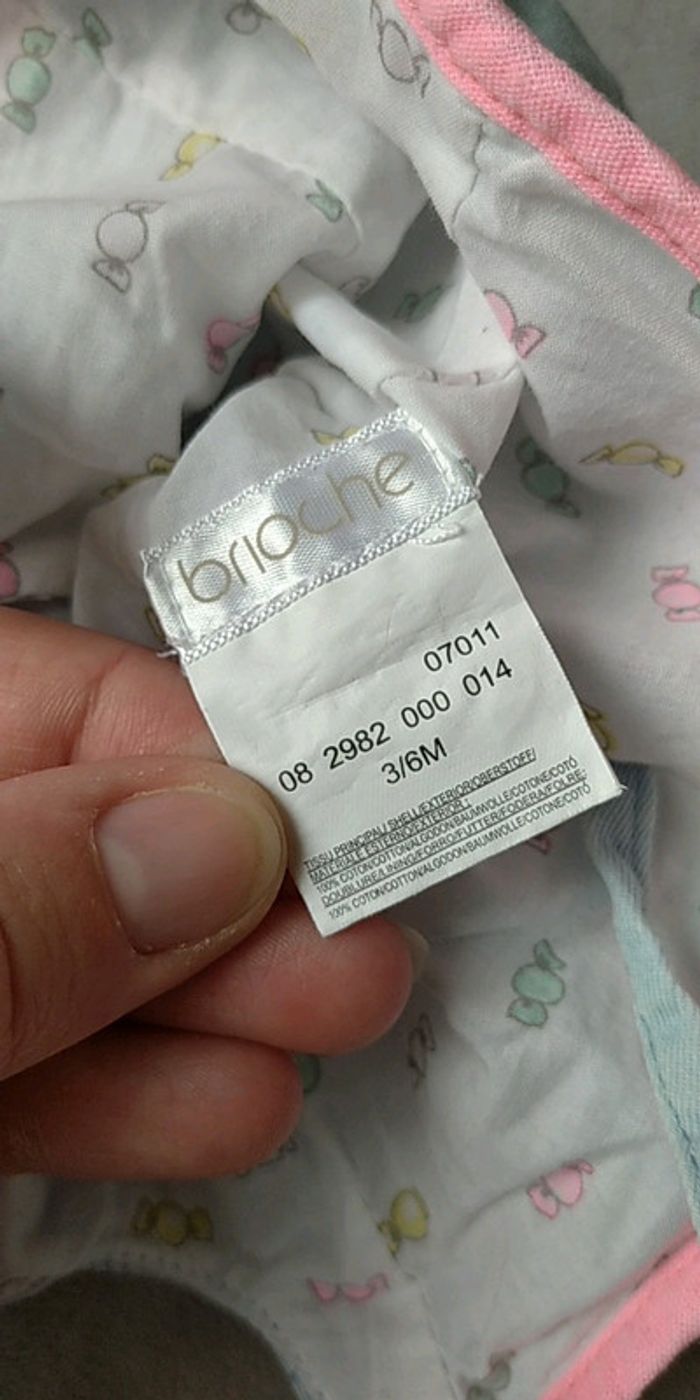 brioche
07011
08 2982 000 014
3/6M
TISSU PRINCIPAL/ SHELL/EXTERIOR/OBERSTOFF/
MATERIALE ESTERNO/EXTERIOR :
100% COTON/COTTON/ALGODON/BAUMWOLLE/COTONE/COTÓ
DOUBLURE/LINING/FORRO/FUTTER/FODERA/FOLRE:
100% COTON/COTTON/ALGODON/BAUMWOLLE/COTONE/COTÓ